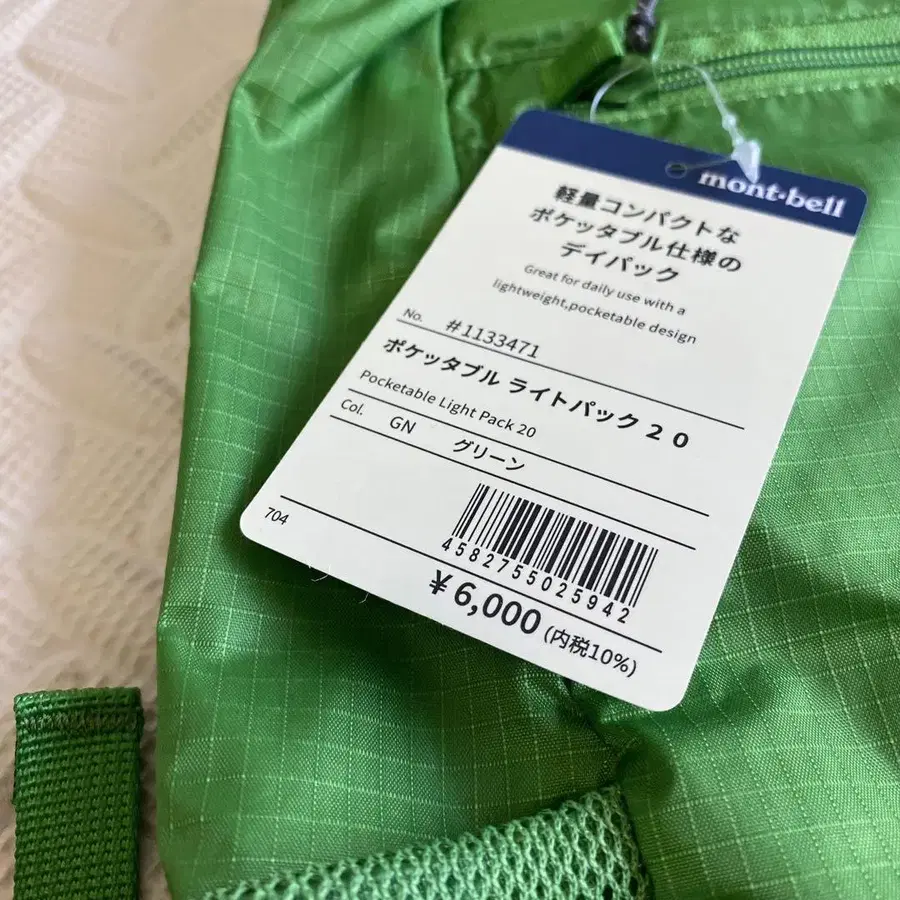 mont-bell
軽量コンパクトな
ポケッタブル仕様の
デイパック
Great for daily use with a
lightweight,pocketable design
No. #1133471
ポケッタブル ライトパック 20
Pocketable Light Pack 20
Col. GN グリーン
704
4582755025942
¥6,000 (内税10%)